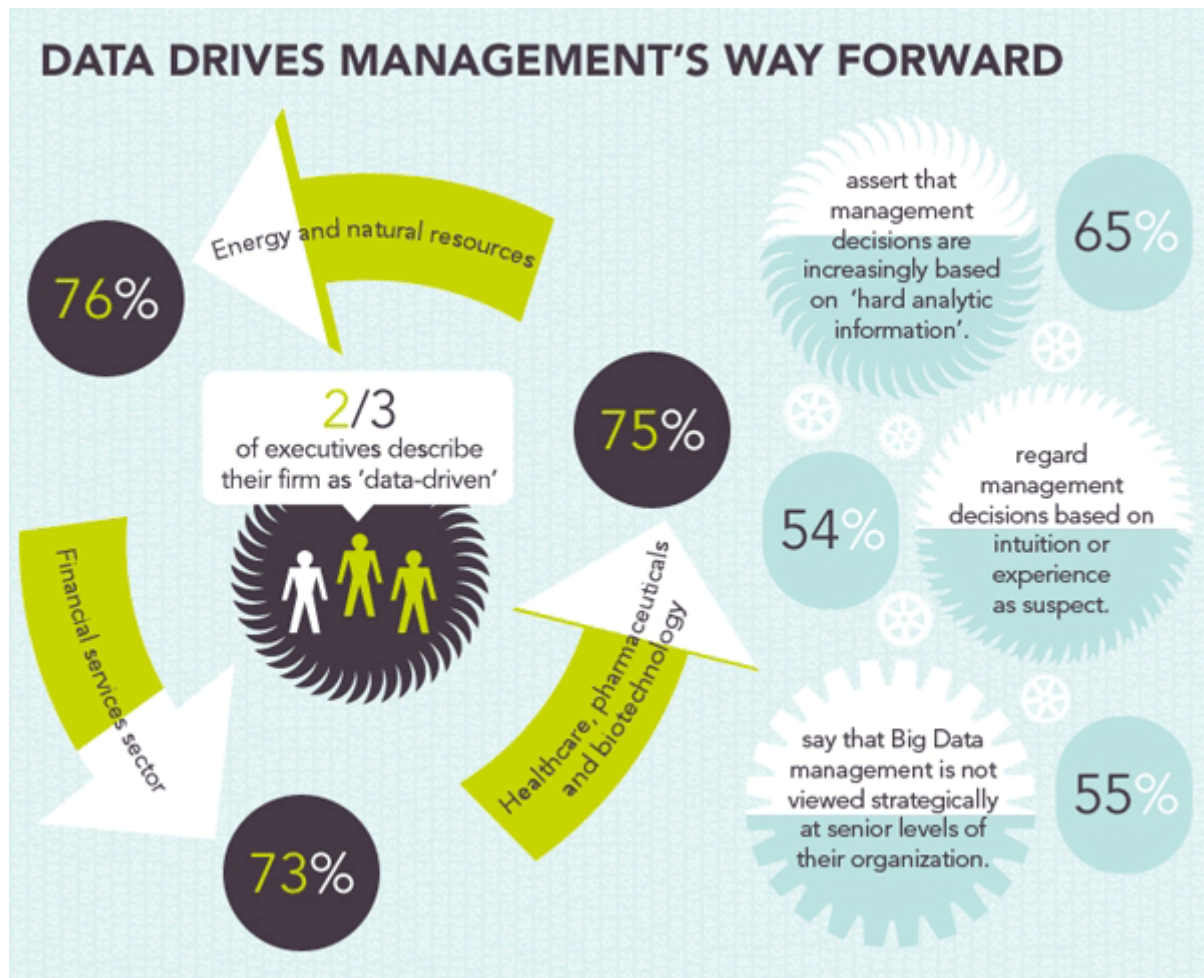 DATA DRIVES MANAGEMENT'S WAY FORWARD
Energy and natural resources
76%
2/3
of executives describe
their firm as 'data-driven'
75%
Healthcare, pharmaceuticals
and biotechnology
Financial services sector
73%
assert that
management
decisions are
increasingly based
on 'hard analytic
information'.
65%
54%
regard
management
decisions based on
intuition or
experience
as suspect.
say that Big Data
management is not
viewed strategically
at senior levels of
their organization.
55%